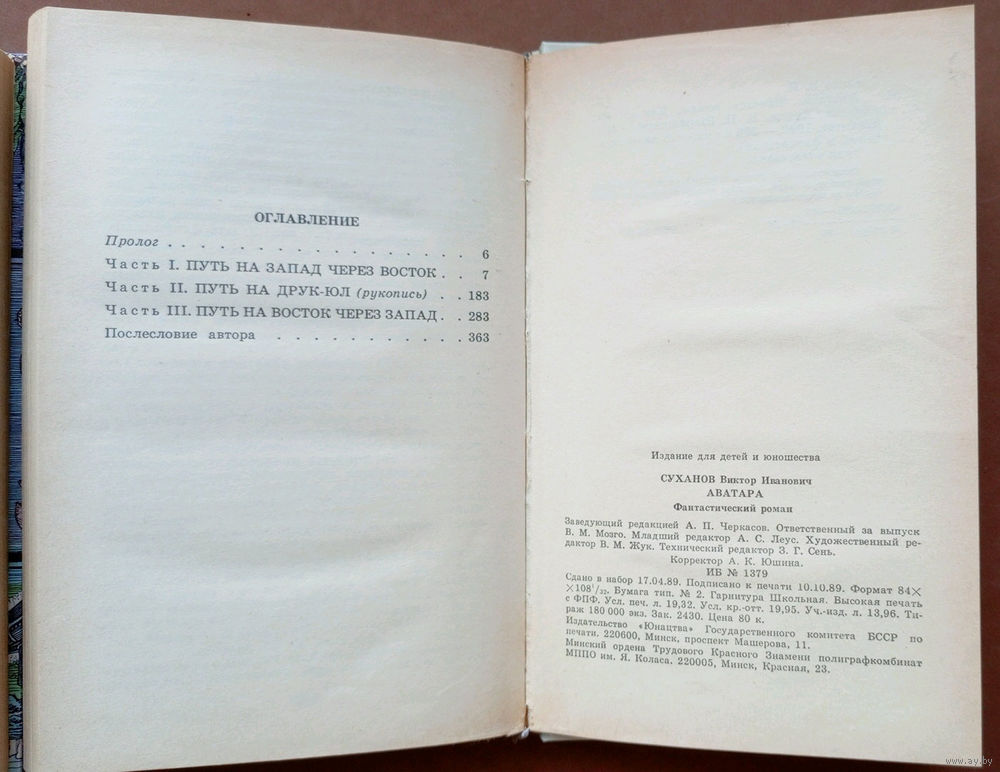 ОГЛАВЛЕНИЕ
Пролог . . . . . . . . . . . . . . . . . 6
Часть I. ПУТЬ НА ЗАПАД ЧЕРЕЗ ВОСТОК . . 7
Часть II. ПУТЬ НА ДРУК-ЮЛ (рукопись) . . 183
Часть III. ПУТЬ НА ВОСТОК ЧЕРЕЗ ЗАПАД . . 283
Послесловие автора . . . . . . . . . . . 363
Издание для детей и юношества
СУХАНОВ Виктор Иванович
АВАТАРА
Фантастический роман
Заведующий редакцией А. П. Черкасов. Ответственный за выпуск
В. М. Мозго. Младший редактор А. С. Леус. Художественный ре-
дактор В. М. Жук. Технический редактор З. Г. Сень.
Корректор А. К. Юшина.
ИБ № 1379
Сдано в набор 17.04.89. Подписано к печати 10.10.89. Формат 84×
×108¹/₃₂. Бумага тип. № 2. Гарнитура Школьная. Высокая печать
с ФПФ. Усл. печ. л. 19,32. Усл. кр.-отт. 19,95. Уч.-изд. л. 13,96. Ти-
раж 180 000 экз. Зак. 2430. Цена 80 к.
Издательство «Юнацтва» Государственного комитета БССР по
печати. 220600, Минск, проспект Машерова, 11.
Минский ордена Трудового Красного Знамени полиграфкомбинат
МППО им. Я. Коласа. 220005, Минск, Красная, 23.
www.ay.by